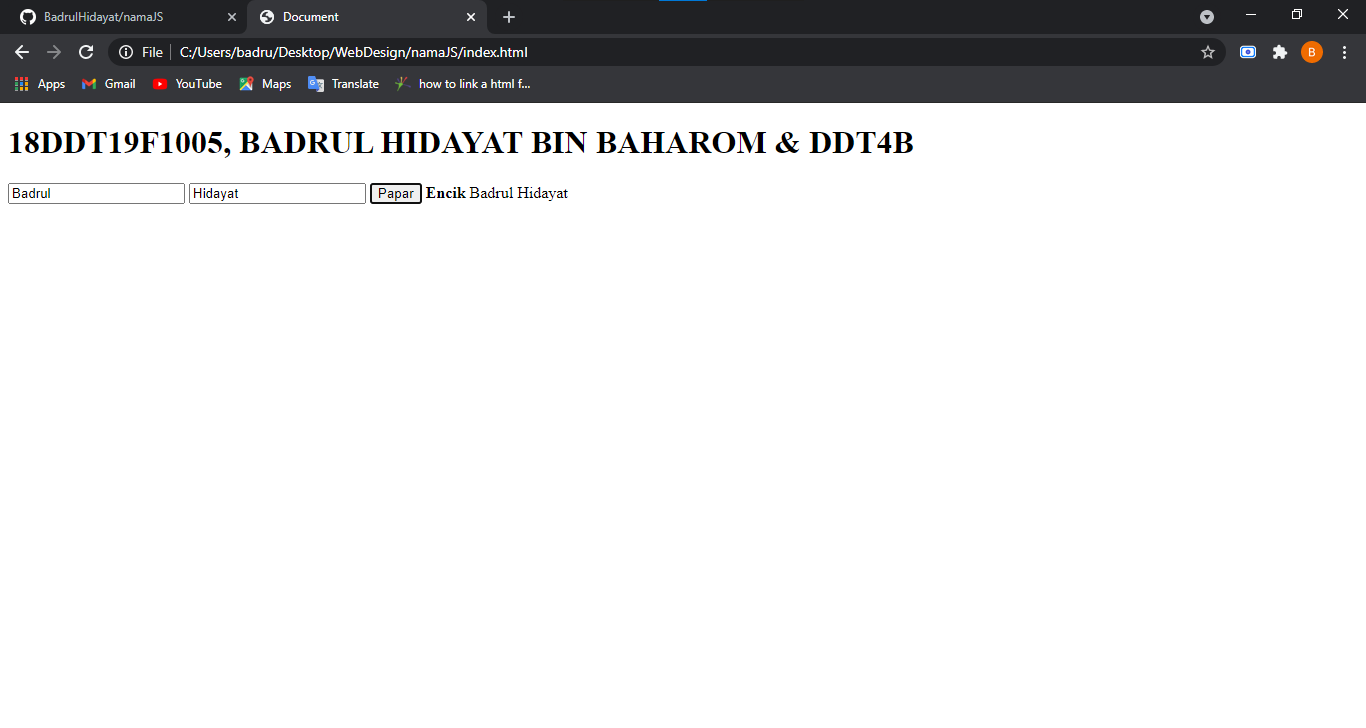 BadrulHidayat/namaJS Document
File C:/Users/badru/Desktop/WebDesign/namaJS/index.html B
Apps Gmail YouTube Maps Translate how to link a html f...
18DDT19F1005, BADRUL HIDAYAT BIN BAHAROM & DDT4B
Badrul Hidayat Papar Encik Badrul Hidayat